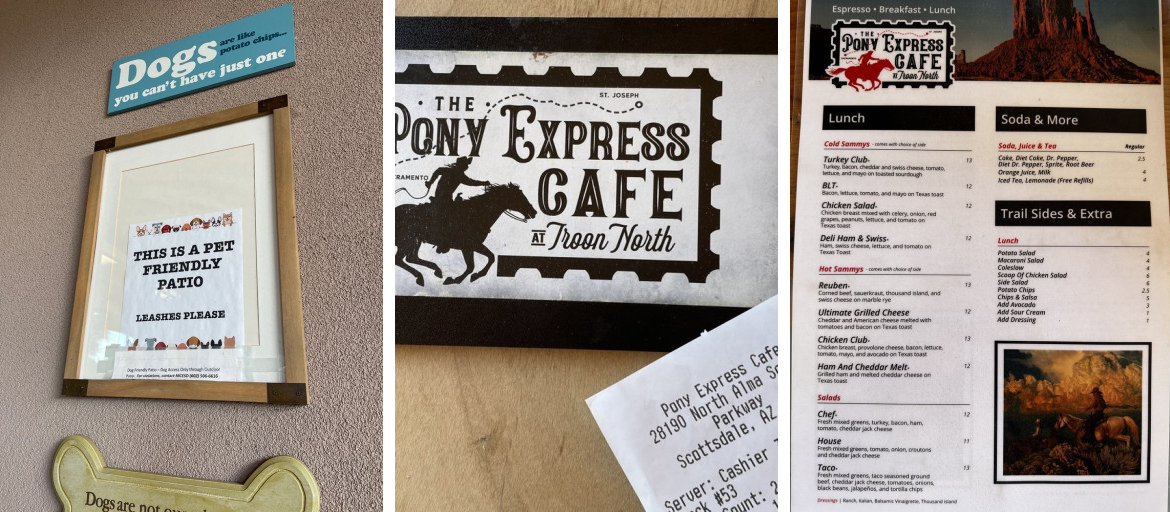 Dogs are like
potato chips...
you can't have just one
THIS IS A PET
FRIENDLY
PATIO
LEASHES PLEASE
Dog Friendly Patio - Dog Access Only through Outdoor
Dogs are not our
THE
PONY EXPRESS
CAFE
AT Troon North
ST. JOSEPH
Pony Express Cafe
28190 North Alma Sc
Parkway
Scottsdale, AZ
Server: Cashier
#53
Espresso • Breakfast • Lunch
THE
PONY EXPRESS
CAFE
AT Troon North
Lunch
Cold Sammys - comes with choice of side
Turkey Club- 13
Turkey, bacon, cheddar and swiss cheese, tomato,
lettuce, and mayo on toasted sourdough
BLT- 12
Bacon, lettuce, tomato, and mayo on Texas toast
Chicken Salad- 12
Chicken breast mixed with celery, onion, red
grapes, peanuts, lettuce, and tomato on
Texas toast
Deli Ham & Swiss- 12
Ham, swiss cheese, lettuce, and tomato on
Texas toast
Hot Sammys - comes with choice of side
Reuben- 13
Corned beef, sauerkraut, thousand island, and
swiss cheese on marble rye
Ultimate Grilled Cheese 12
Cheddar and American cheese melted with
tomatoes and bacon on Texas toast
Chicken Club- 13
Chicken breast, provolone cheese, bacon, lettuce,
tomato, mayo, and avocado on Texas toast
Ham And Cheddar Melt- 12
Grilled ham and melted cheddar cheese on
Texas toast
Salads
Chef- 12
Fresh mixed greens, turkey, bacon, ham,
tomato, cheddar jack cheese
House 11
Fresh mixed greens, tomato, onion, croutons
and cheddar jack cheese
Taco- 13
Fresh mixed greens, taco seasoned ground
beef, cheddar jack cheese, tomatoes, onions,
black beans, jalapeños, and tortilla chips
Dressings | Ranch, Italian, Balsamic Vinaigrette, Thousand Island
Soda & More
Soda, Juice & Tea Regular
Coke, Diet Coke, Dr. Pepper, 2.5
Diet Dr. Pepper, Sprite, Root Beer
Orange Juice, Milk 4
Iced Tea, Lemonade (Free Refills) 4
Trail Sides & Extra
Lunch
Potato Salad 4
Macaroni Salad 4
Coleslaw 4
Scoop Of Chicken Salad 6
Side Salad 6
Potato Chips 2.5
Chips & Salsa 5
Add Avocado 3
Add Sour Cream 1
Add Dressing 1